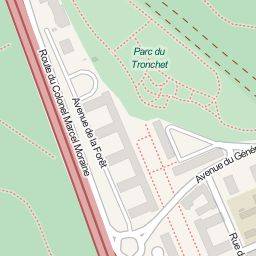 Parc du
Tronchet
Route du Colonel Marcel Moraine
Avenue de la Forêt
Avenue du Géné
Rue d